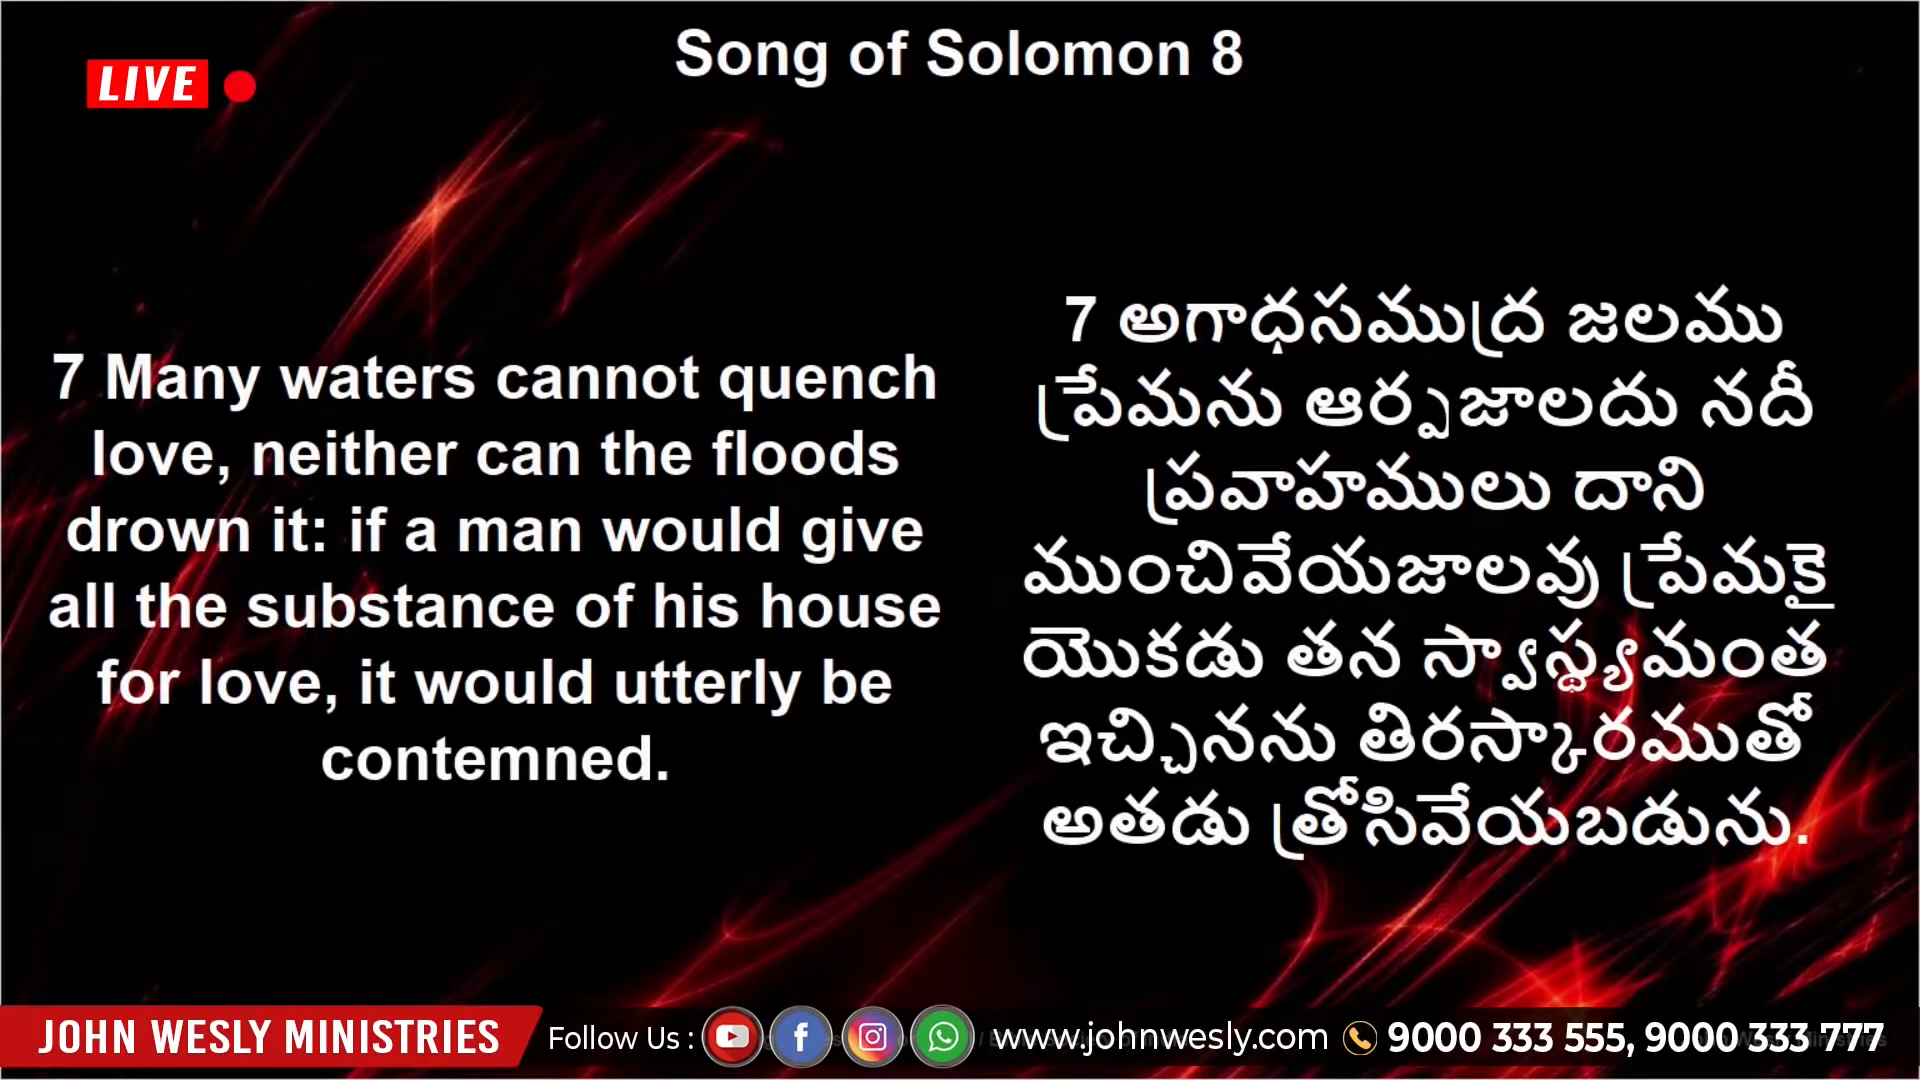 Song of Solomon 8
LIVE
7 Many waters cannot quench
love, neither can the floods
drown it: if a man would give
all the substance of his house
for love, it would utterly be
contemned.
7 అగాధసముద్ర జలము
ప్రేమను ఆర్పజాలదు నదీ
ప్రవాహములు దాని
ముంచివేయజాలవు ప్రేమకై
యొకడు తన స్వాస్థ్యమంత
ఇచ్చినను తిరస్కారముతో
అతడు త్రోసివేయబడును.
JOHN WESLY MINISTRIES Follow Us : www.johnwesly.com 9000 333 555, 9000 333 777